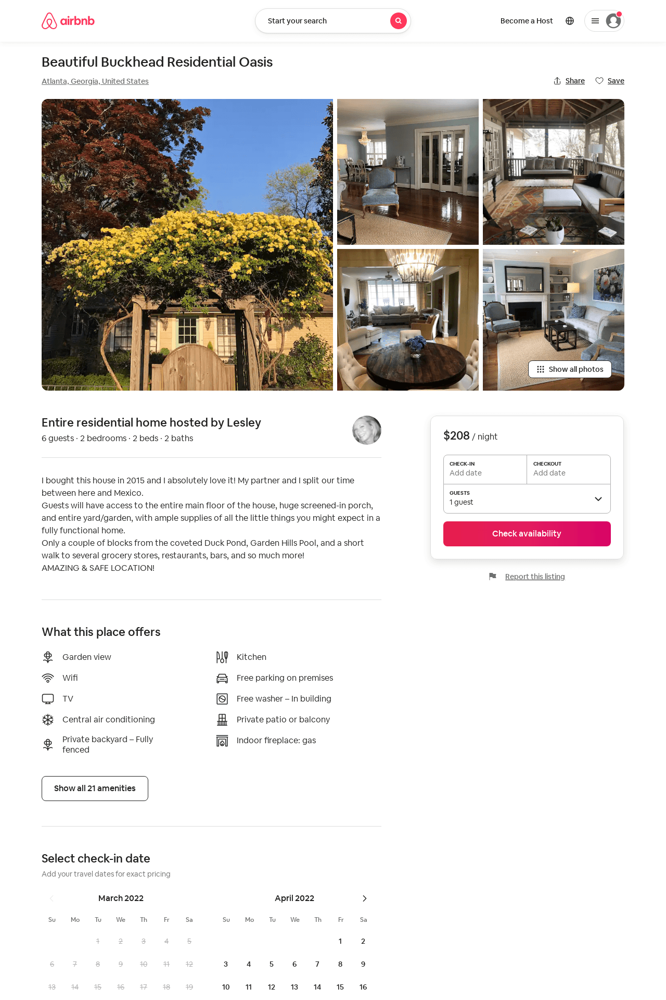 airbnb
Start your search
Become a Host
Beautiful Buckhead Residential Oasis
Atlanta, Georgia, United States
Share
Save
Show all photos
Entire residential home hosted by Lesley
6 guests · 2 bedrooms · 2 beds · 2 baths
$208 / night
CHECK-IN
Add date
CHECKOUT
Add date
GUESTS
1 guest
Check availability
Report this listing
I bought this house in 2015 and I absolutely love it! My partner and I split our time
between here and Mexico.
Guests will have access to the entire main floor of the house, huge screened-in porch,
and entire yard/garden, with ample supplies of all the little things you might expect in a
fully functional home.
Only a couple of blocks from the coveted Duck Pond, Garden Hills Pool, and a short
walk to several grocery stores, restaurants, bars, and so much more!
AMAZING & SAFE LOCATION!
What this place offers
Garden view
Kitchen
Wifi
Free parking on premises
TV
Free washer – In building
Central air conditioning
Private patio or balcony
Private backyard – Fully
fenced
Indoor fireplace: gas
Show all 21 amenities
Select check-in date
Add your travel dates for exact pricing
March 2022
Su Mo Tu We Th Fr Sa
1 2 3 4 5
6 7 8 9 10 11 12
13 14 15 16 17 18 19
April 2022
Su Mo Tu We Th Fr Sa
1 2
3 4 5 6 7 8 9
10 11 12 13 14 15 16